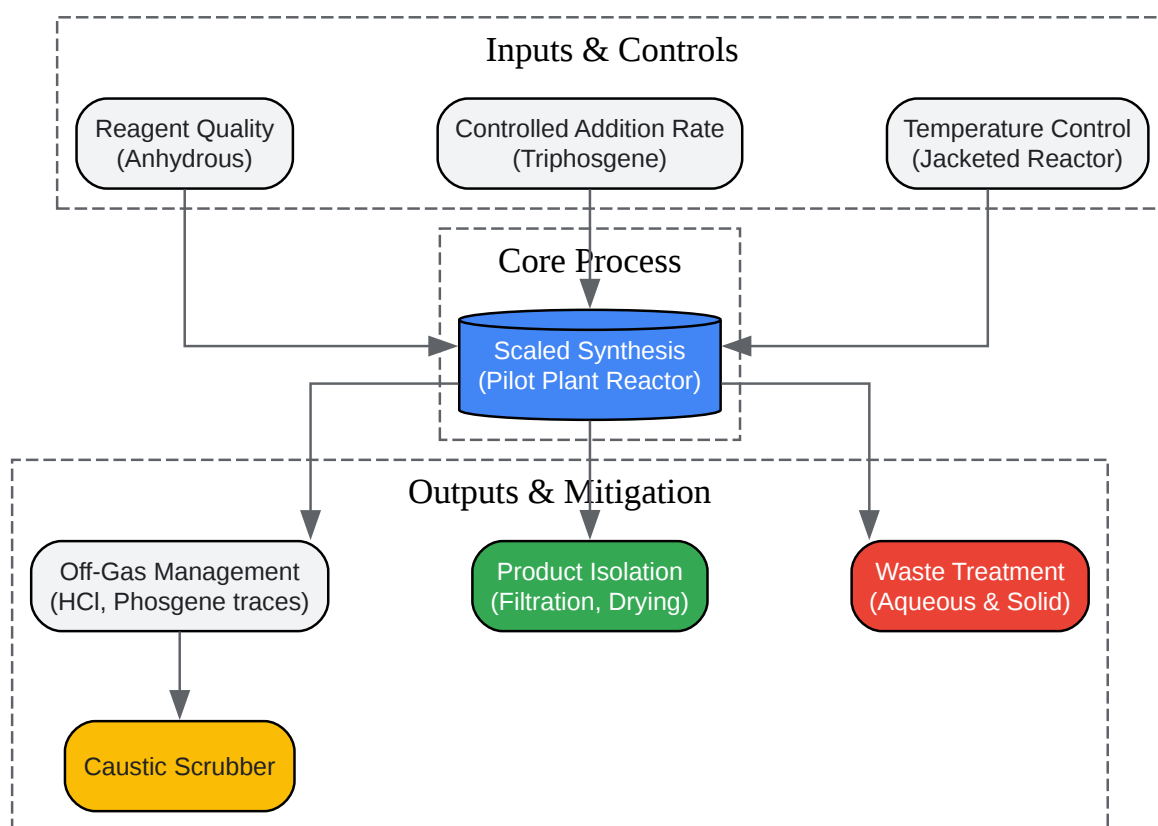 Inputs & Controls
Reagent Quality
(Anhydrous)
Controlled Addition Rate
(Triphosgene)
Temperature Control
(Jacketed Reactor)
Core Process
Scaled Synthesis
(Pilot Plant Reactor)
Outputs & Mitigation
Off-Gas Management
(HCl, Phosgene traces)
Product Isolation
(Filtration, Drying)
Waste Treatment
(Aqueous & Solid)
Caustic Scrubber